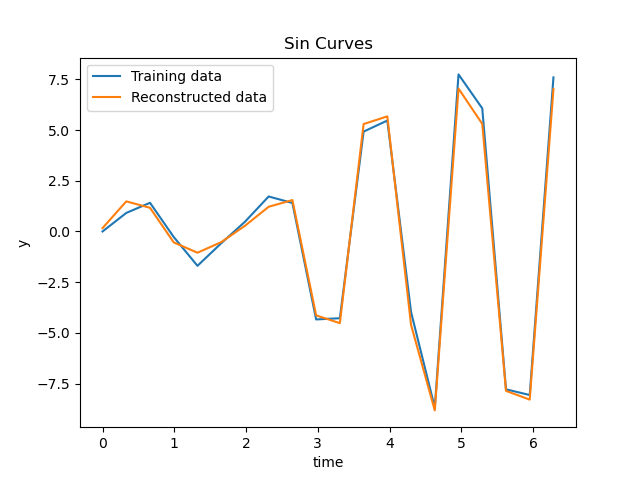 Sin Curves
Training data
Reconstructed data
7.5
5.0
2.5
0.0
−2.5
−5.0
−7.5
y
0 1 2 3 4 5 6
time